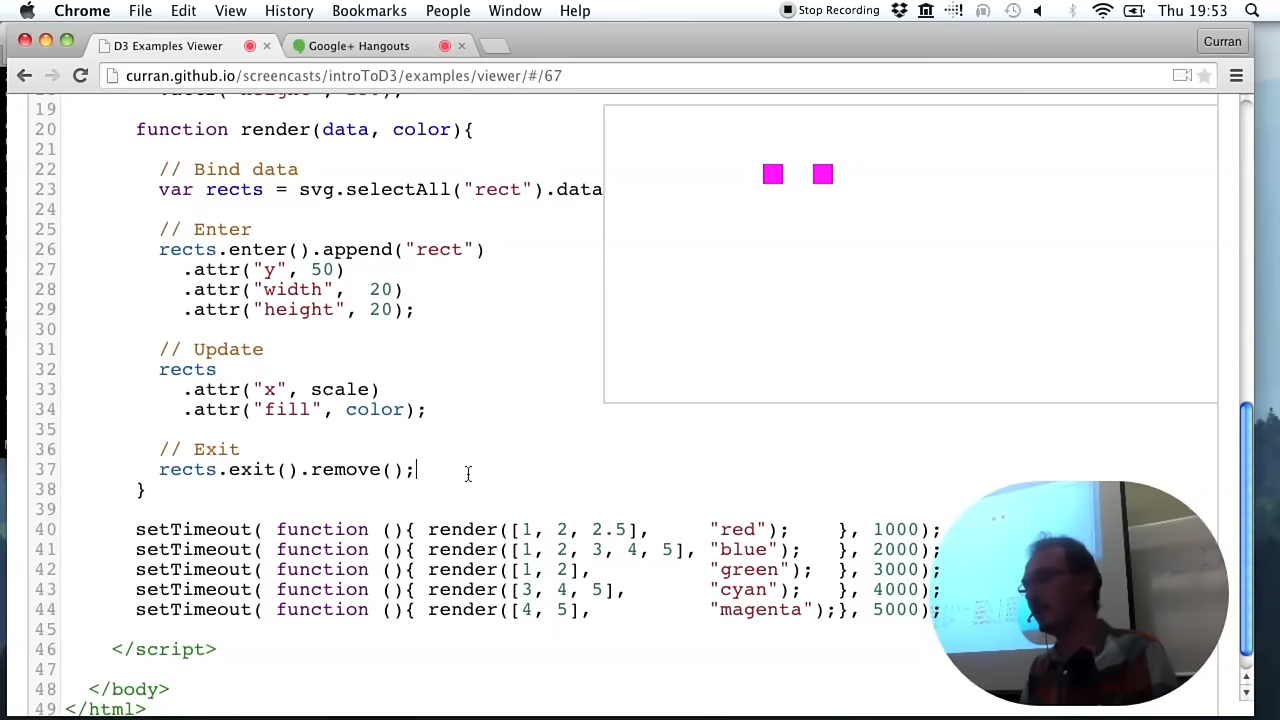 Chrome File Edit View History Bookmarks People Window Help Stop Recording Thu 19:53
D3 Examples Viewer Google+ Hangouts Curran
curran.github.io/screencasts/introToD3/examples/viewer/#/67
19
20 function render(data, color){
21
22 // Bind data
23 var rects = svg.selectAll("rect").data
24
25 // Enter
26 rects.enter().append("rect")
27 .attr("y", 50)
28 .attr("width", 20)
29 .attr("height", 20);
30
31 // Update
32 rects
33 .attr("x", scale)
34 .attr("fill", color);
35
36 // Exit
37 rects.exit().remove();
38 }
39
40 setTimeout( function (){ render([1, 2, 2.5], "red"); }, 1000);
41 setTimeout( function (){ render([1, 2, 3, 4, 5], "blue"); }, 2000);
42 setTimeout( function (){ render([1, 2], "green"); }, 3000);
43 setTimeout( function (){ render([3, 4, 5], "cyan"); }, 4000);
44 setTimeout( function (){ render([4, 5], "magenta");}, 5000);
45
46 </script>
47
48 </body>
49 </html>